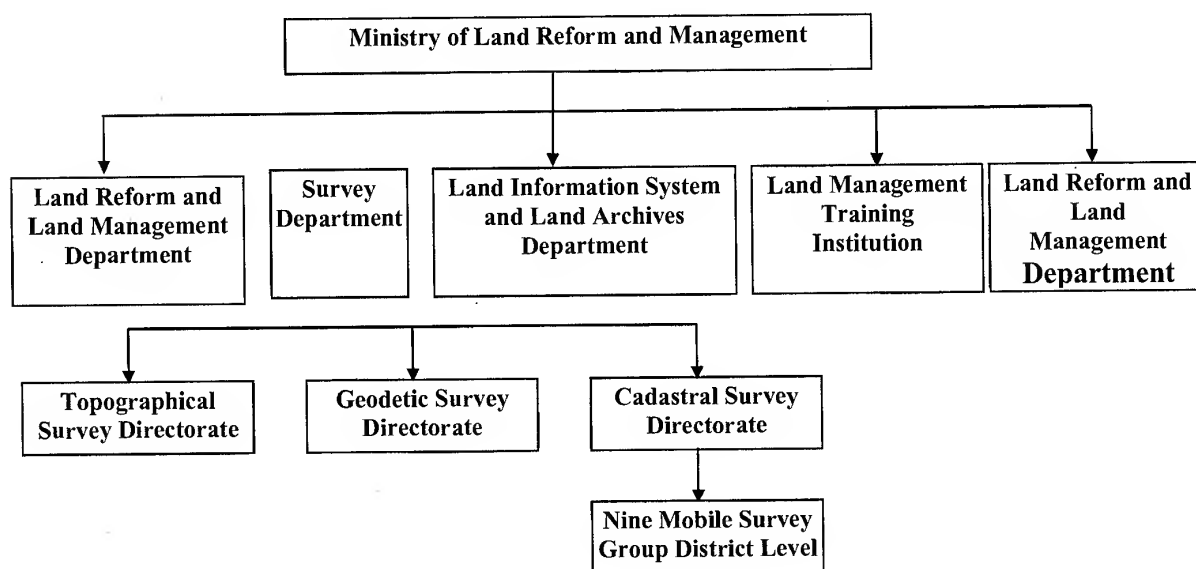 Ministry of Land Reform and Management
Land Reform and
Land Management
Department
Survey
Department
Land Information System
and Land Archives
Department
Land Management
Training
Institution
Land Reform and
Land
Management
Department
Topographical
Survey Directorate
Geodetic Survey
Directorate
Cadastral Survey
Directorate
Nine Mobile Survey
Group District Level